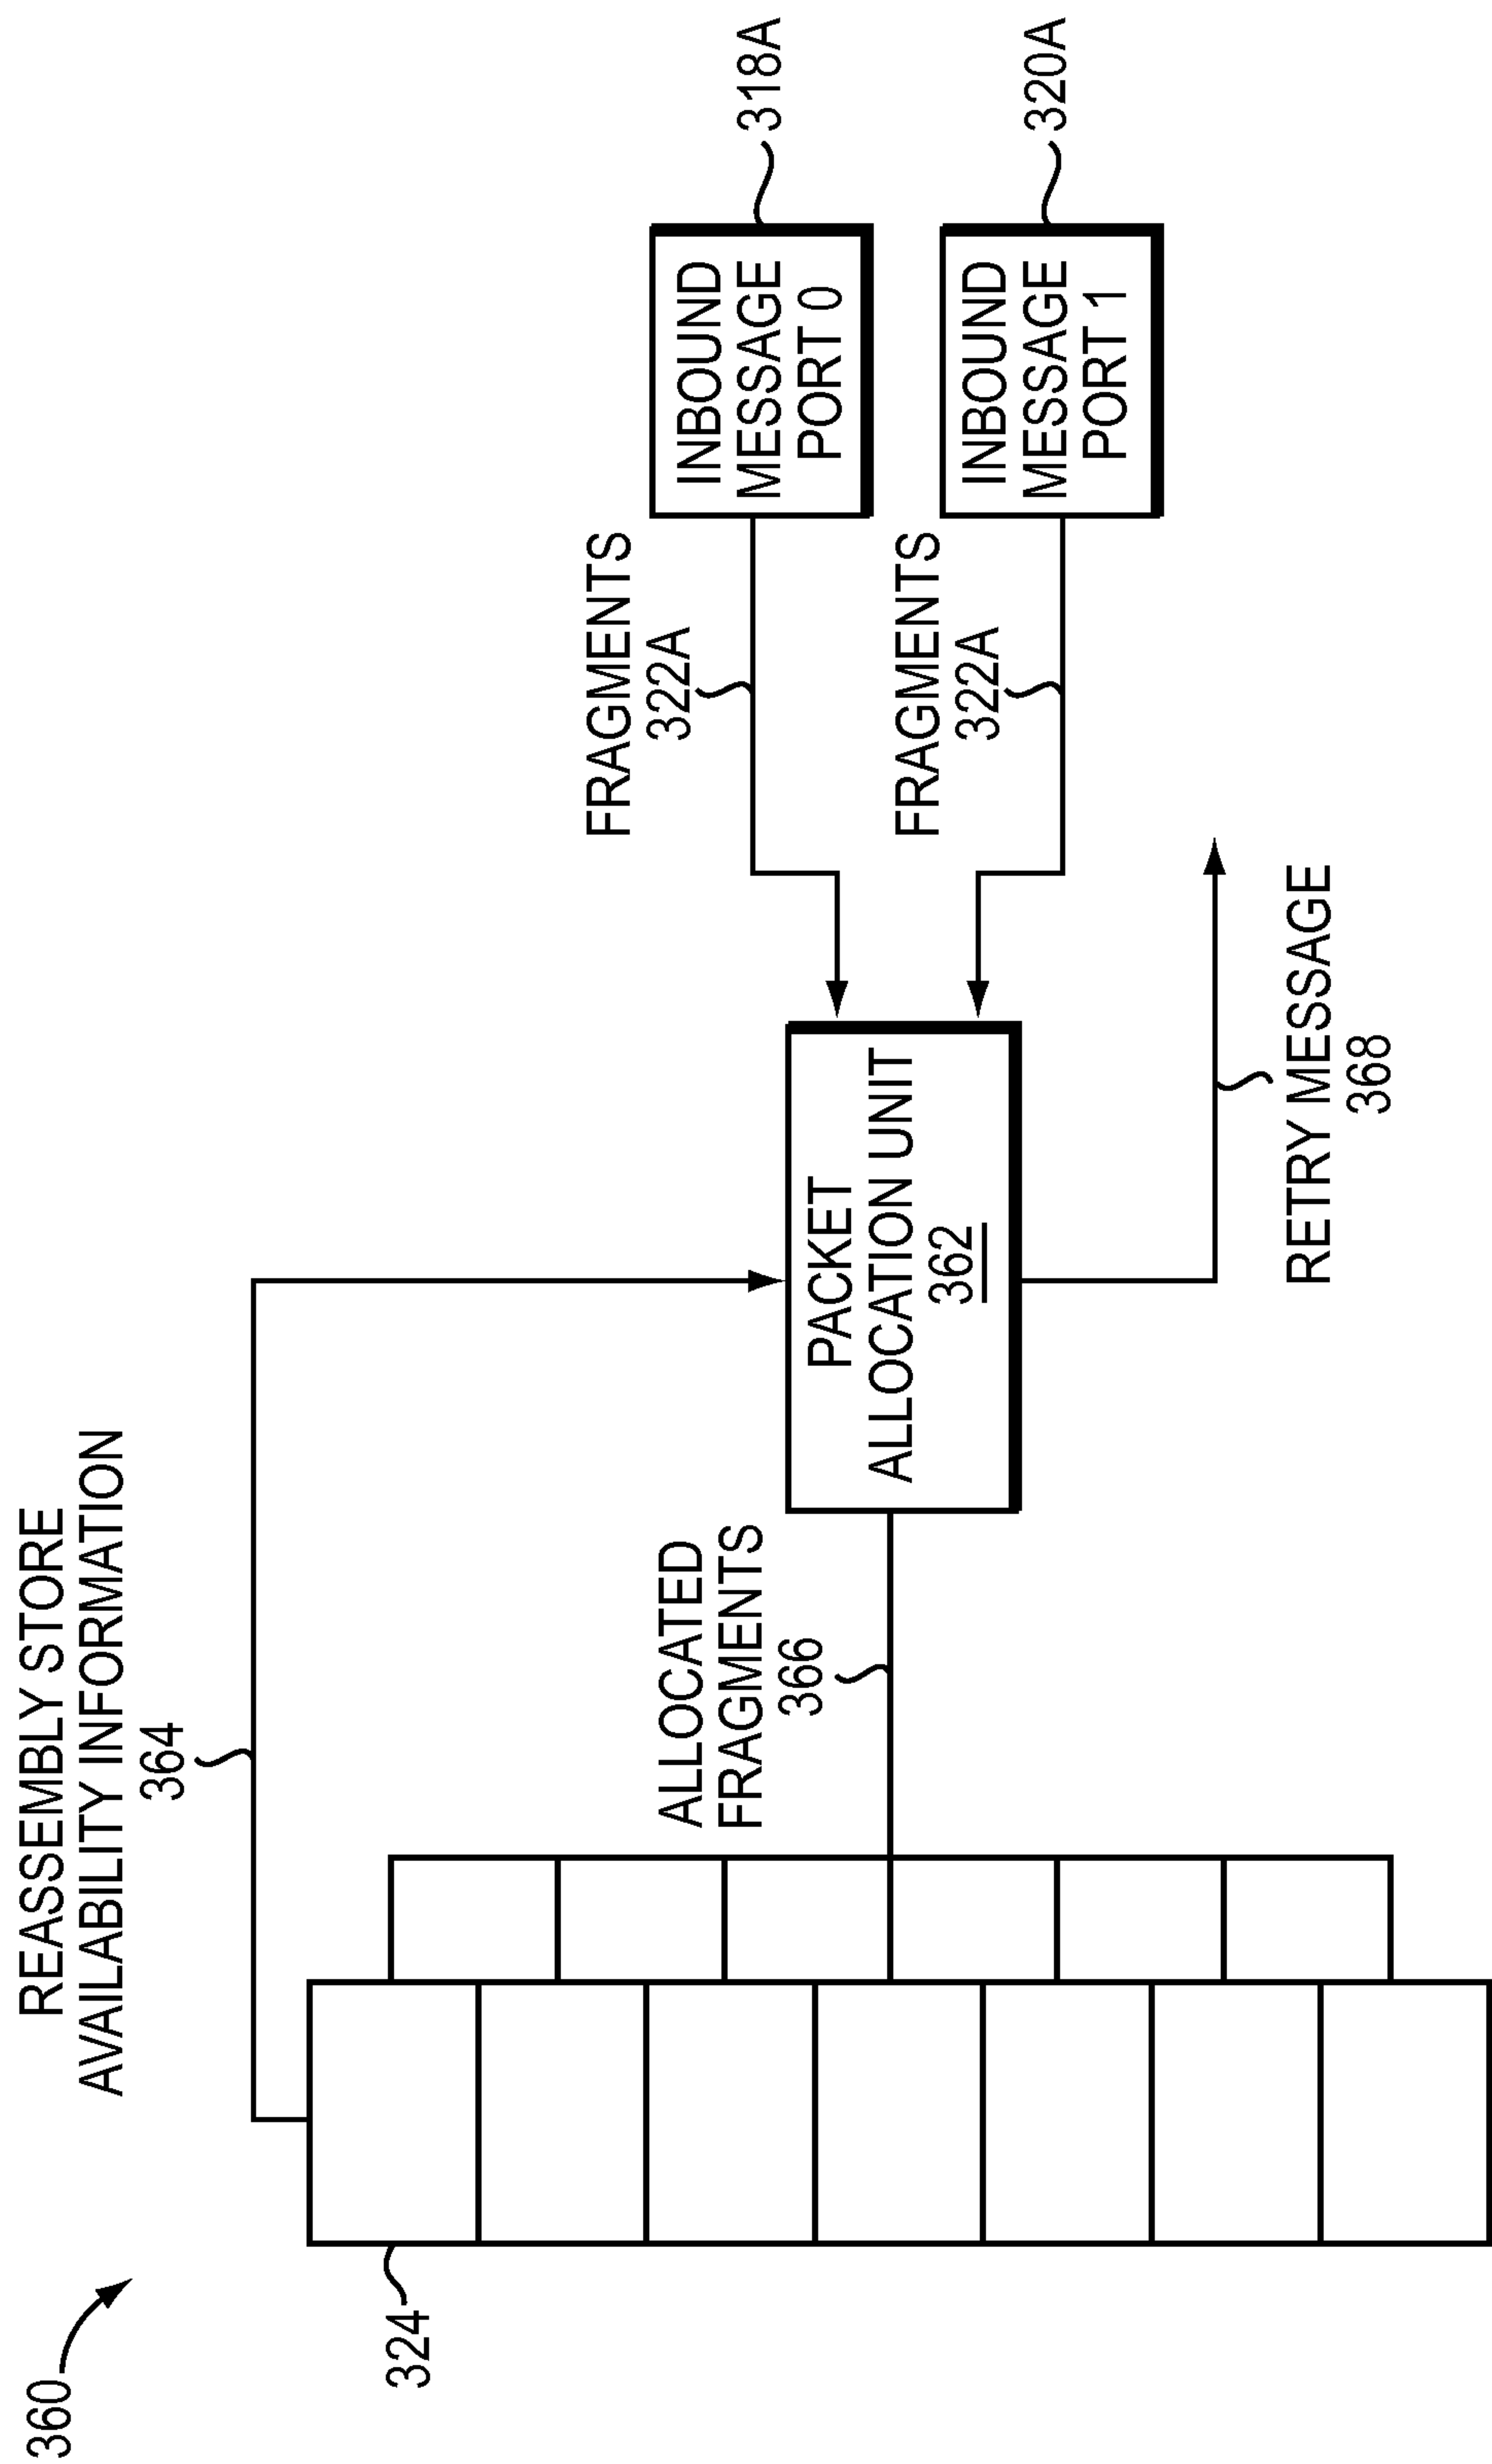 360
REASSEMBLY STORE
AVAILABILITY INFORMATION
364
324
ALLOCATED
FRAGMENTS
366
PACKET
ALLOCATION UNIT
362
FRAGMENTS
322A
INBOUND
MESSAGE
PORT 0
318A
FRAGMENTS
322A
INBOUND
MESSAGE
PORT 1
320A
RETRY MESSAGE
368